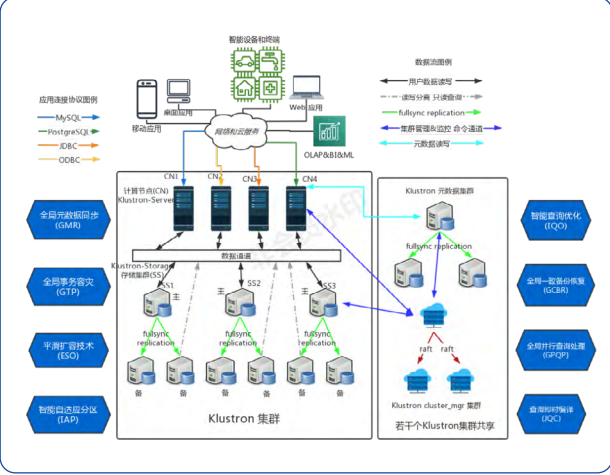 智能设备和终端
应用连接协议图例
MySQL
PostgreSQL
JDBC
ODBC
移动应用
桌面应用
Web 应用
网络和云服务
OLAP&BI&ML
数据流图例
用户数据读写
读写分离 只读查询
fullsync replication
集群管理&监控 命令通道
元数据读写
CN1
CN2
CN3
CN4
计算节点(CN)
Klustron-Server
数据通道
Klustron-Storage
存储集群(SS)
SS1
主
SS2
主
SS3
主
fullsync
replication
fullsync
replication
fullsync
replication
备
备
备
备
备
备
Klustron 集群
Klustron 元数据集群
fullsync replication
raft
raft
Klustron cluster_mgr 集群
若干个Klustron集群共享
全局元数据同步
(GMR)
全局事务容灾
(GTP)
平滑扩容技术
(ESO)
智能自适应分区
(IAP)
智能查询优化
(IQO)
全局一致备份恢复
(GCBR)
全局并行查询处理
(GPQP)
查询即时编译
(JQC)
非会员水印